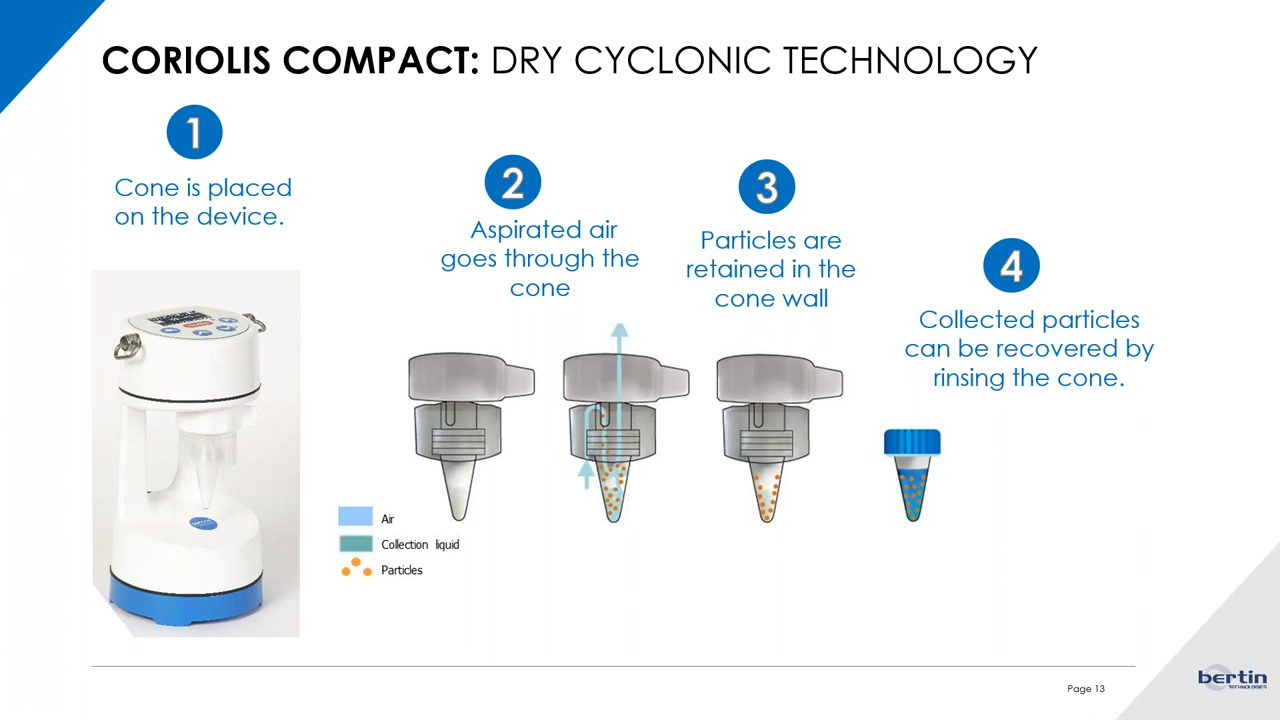 CORIOLIS COMPACT: DRY CYCLONIC TECHNOLOGY
1
Cone is placed
on the device.
2
Aspirated air
goes through the
cone
3
Particles are
retained in the
cone wall
4
Collected particles
can be recovered by
rinsing the cone.
Air
Collection liquid
Particles
Page 13
bertin
TECHNOLOGIES